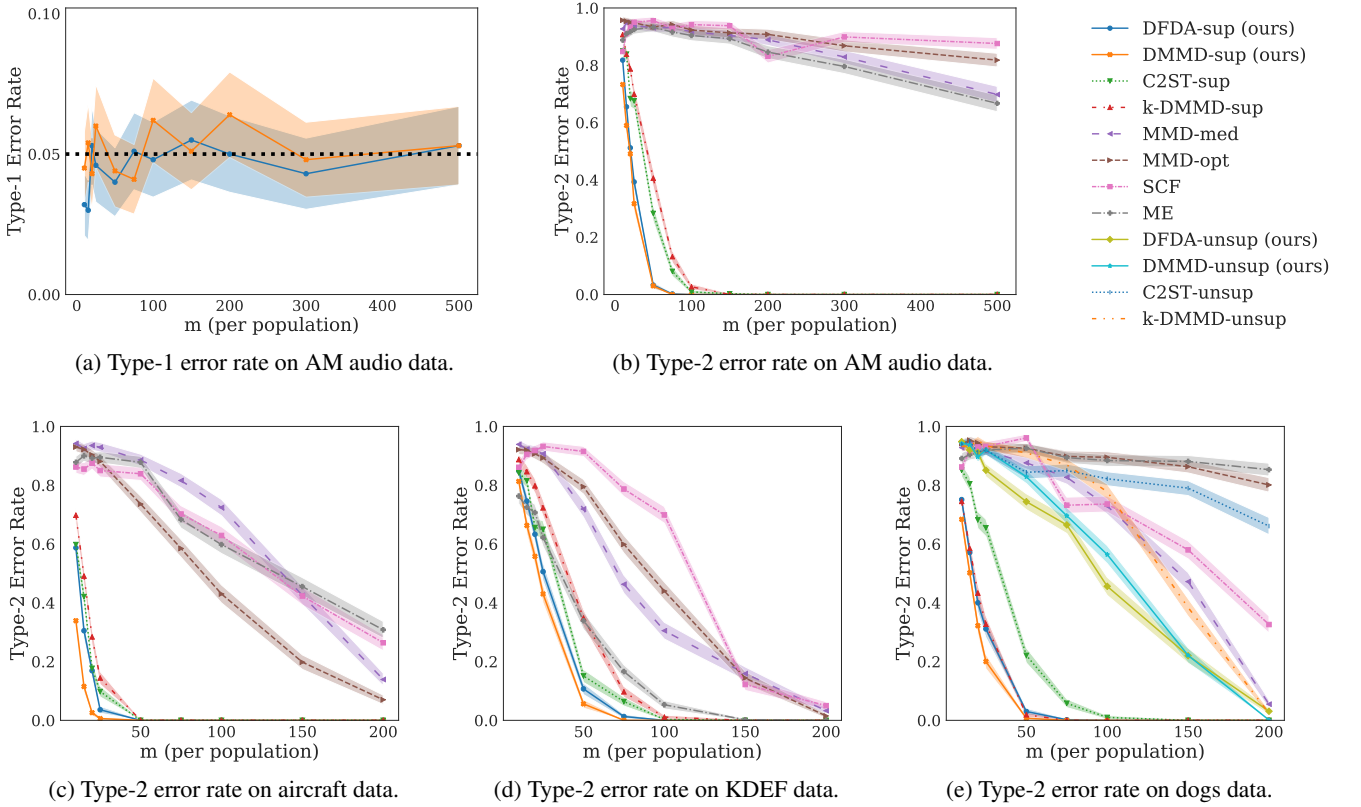 0.10
0.05
0.00
Type-1 Error Rate
0 100 200 300 400 500
m (per population)
(a) Type-1 error rate on AM audio data.
1.0
0.8
0.6
0.4
0.2
0.0
Type-2 Error Rate
0 100 200 300 400 500
m (per population)
(b) Type-2 error rate on AM audio data.
DFDA-sup (ours)
DMMD-sup (ours)
C2ST-sup
k-DMMD-sup
MMD-med
MMD-opt
SCF
ME
DFDA-unsup (ours)
DMMD-unsup (ours)
C2ST-unsup
k-DMMD-unsup
1.0
0.8
0.6
0.4
0.2
0.0
Type-2 Error Rate
50 100 150 200
m (per population)
(c) Type-2 error rate on aircraft data.
1.0
0.8
0.6
0.4
0.2
0.0
Type-2 Error Rate
50 100 150 200
m (per population)
(d) Type-2 error rate on KDEF data.
1.0
0.8
0.6
0.4
0.2
0.0
Type-2 Error Rate
50 100 150 200
m (per population)
(e) Type-2 error rate on dogs data.